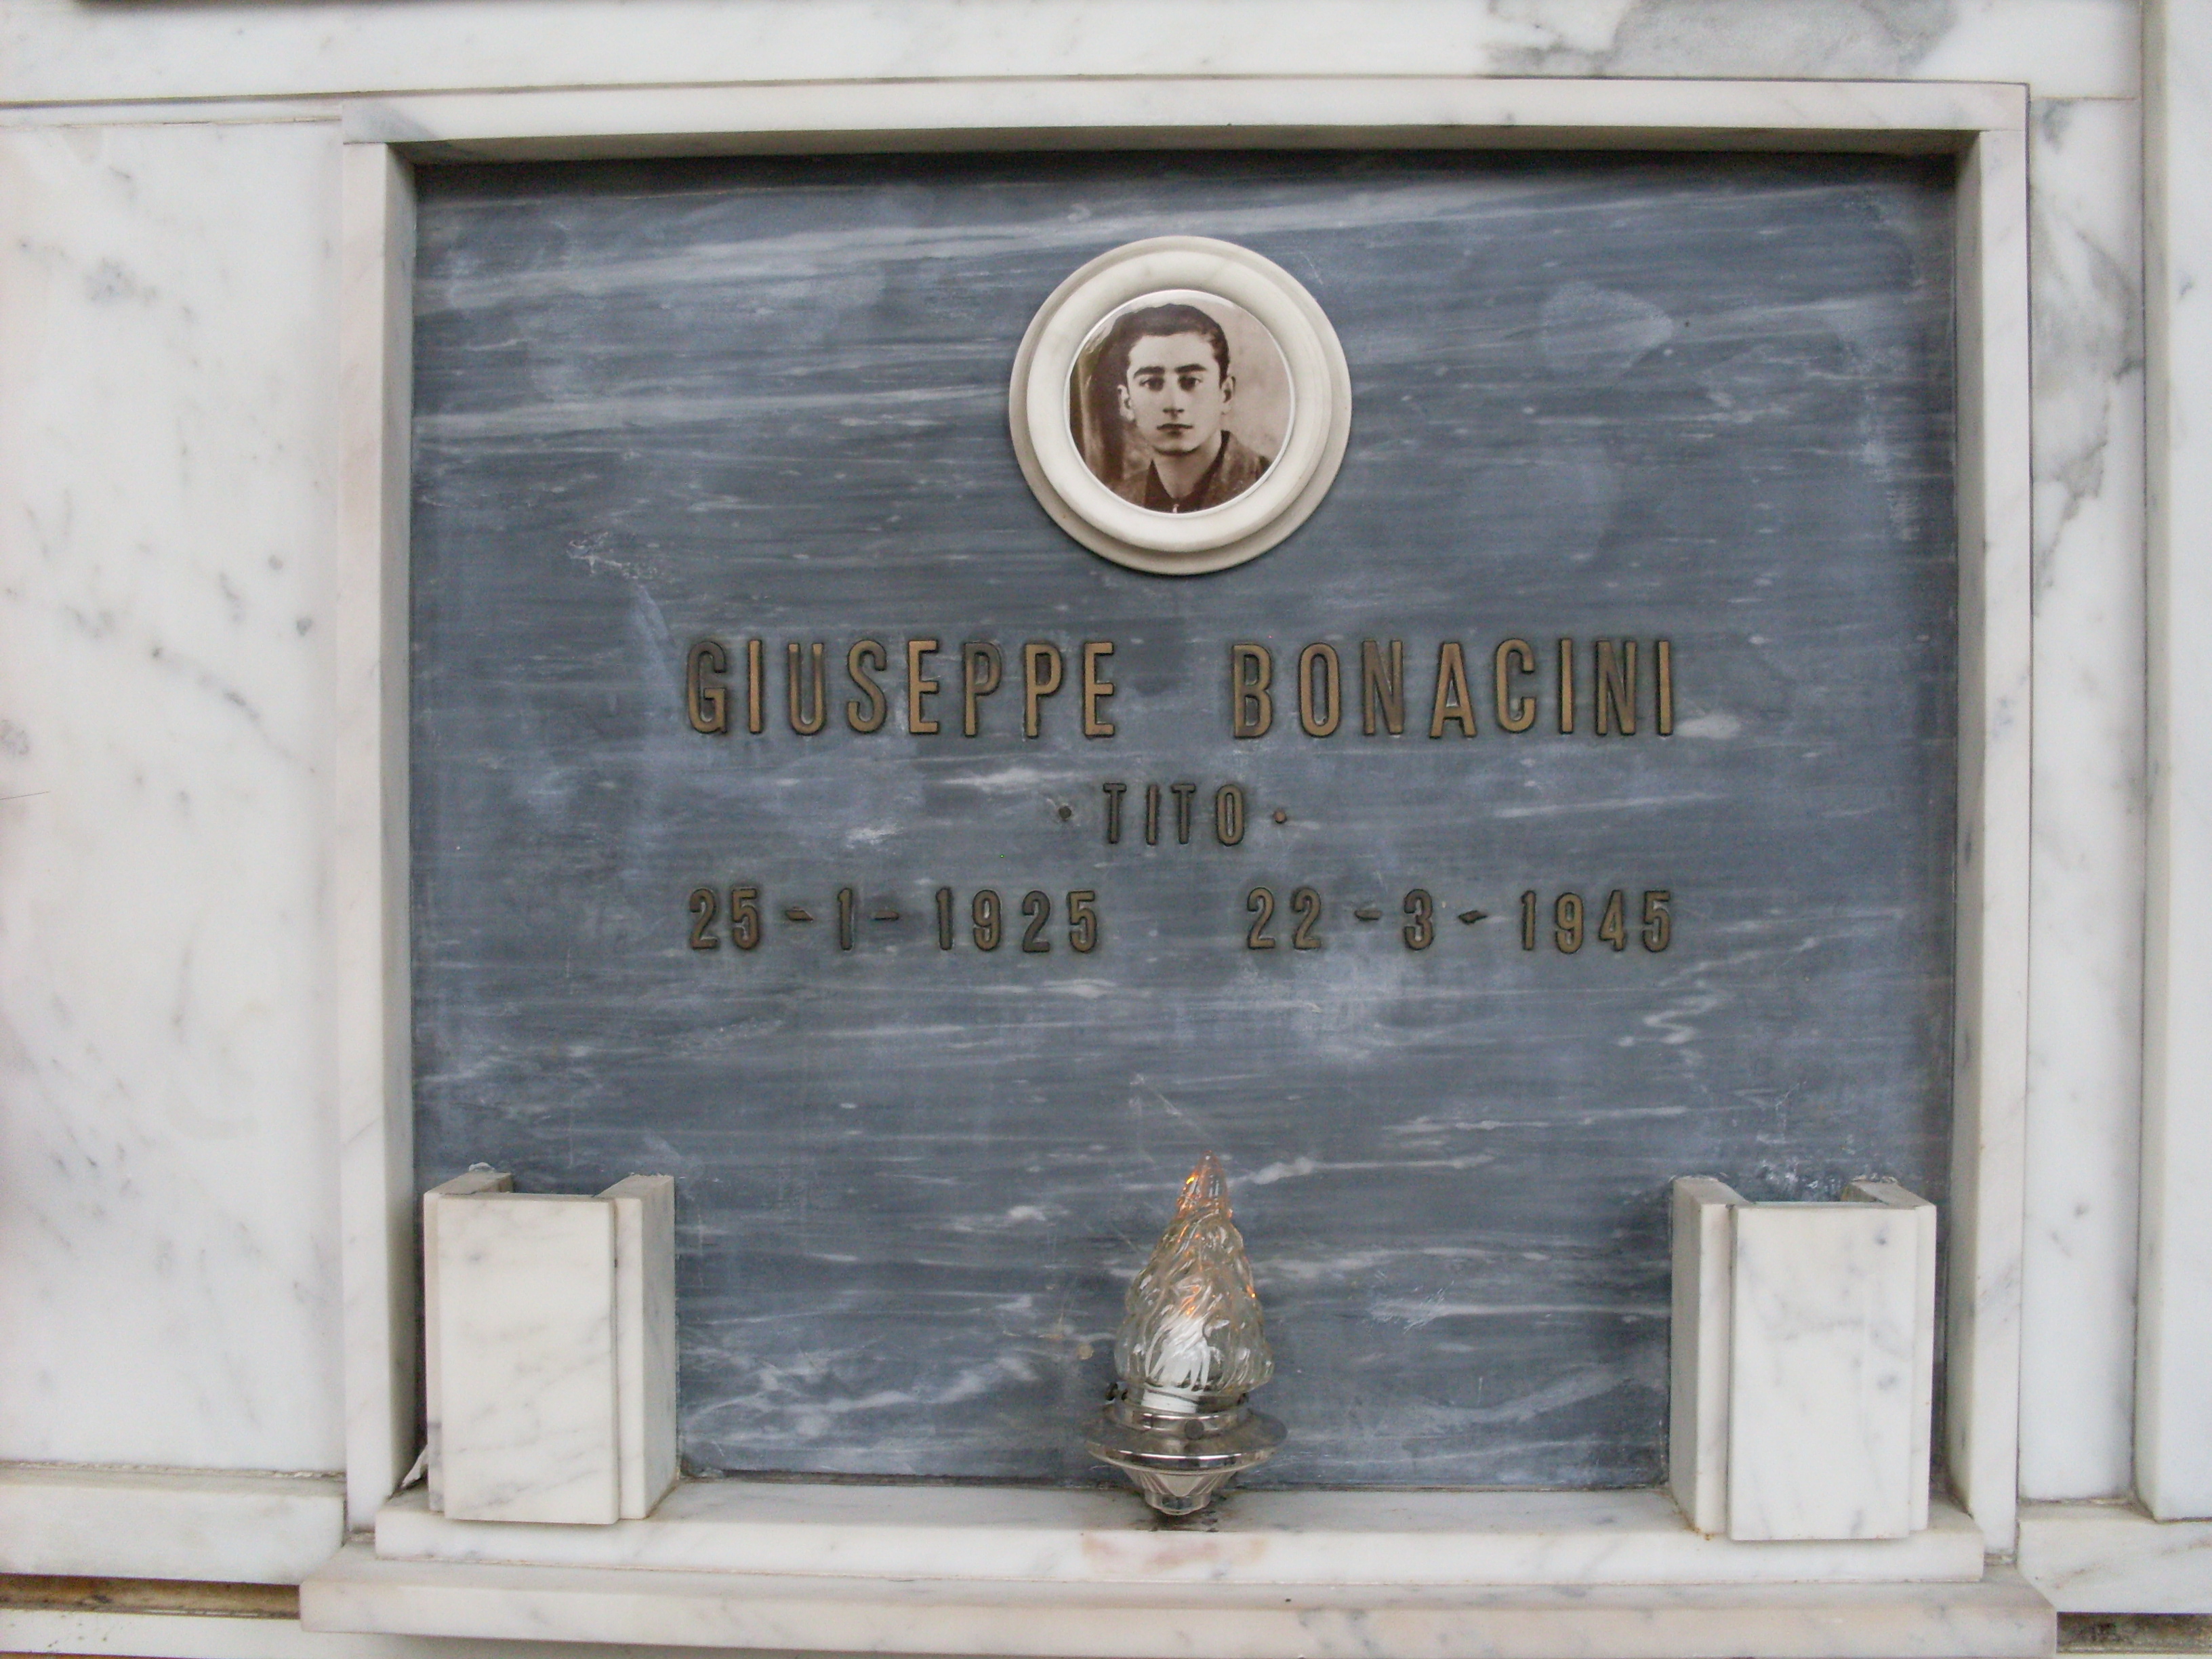 GIUSEPPE BONACINI
· TITO ·
25-1-1925 22-3-1945